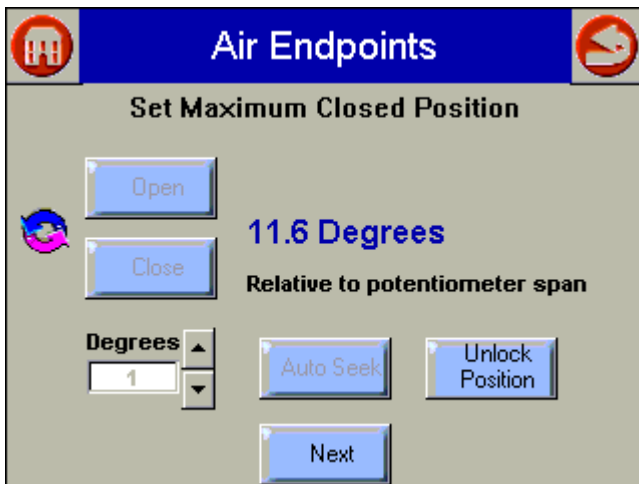 Air Endpoints
Set Maximum Closed Position
Open
11.6 Degrees
Close
Relative to potentiometer span
Degrees
1
Auto Seek
Unlock
Position
Next